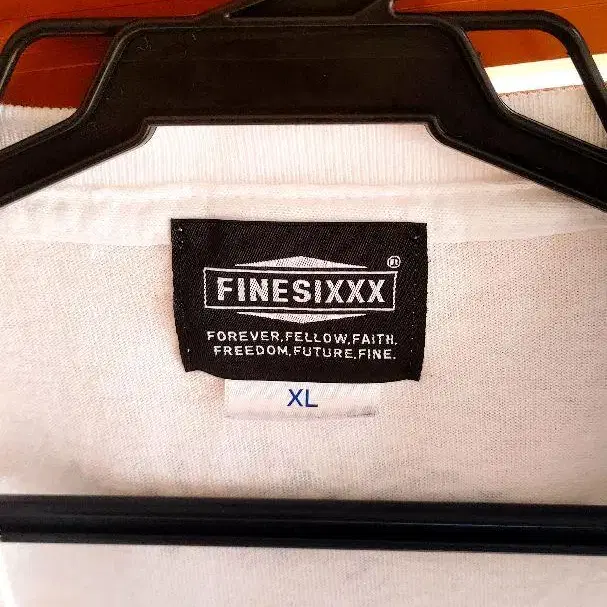 FINESIXXX
FOREVER,FELLOW,FAITH,
FREEDOM,FUTURE,FINE.
XL